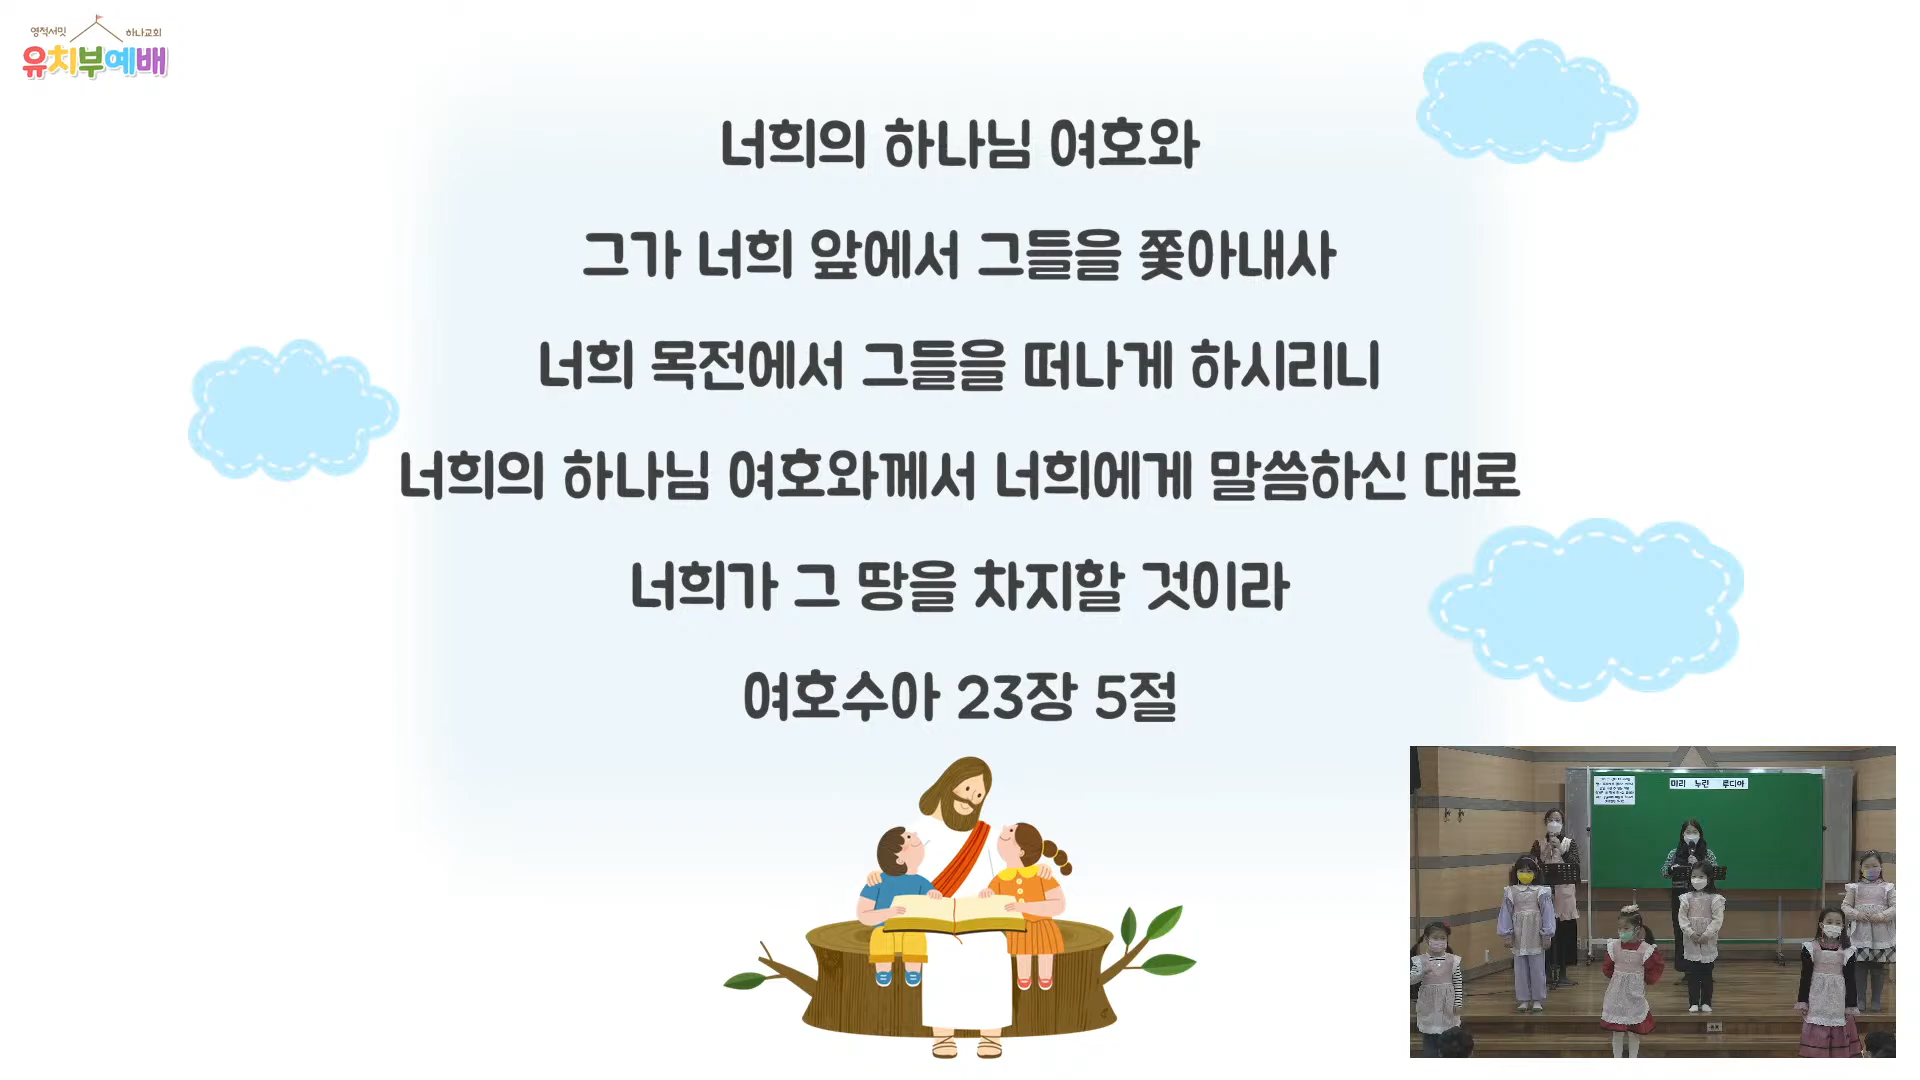 영적서밋 하나교회
유치부예배
너희의 하나님 여호와
그가 너희 앞에서 그들을 쫓아내사
너희 목전에서 그들을 떠나게 하시리니
너희의 하나님 여호와께서 너희에게 말씀하신 대로
너희가 그 땅을 차지할 것이라
여호수아 23장 5절
마리 누린 루디아